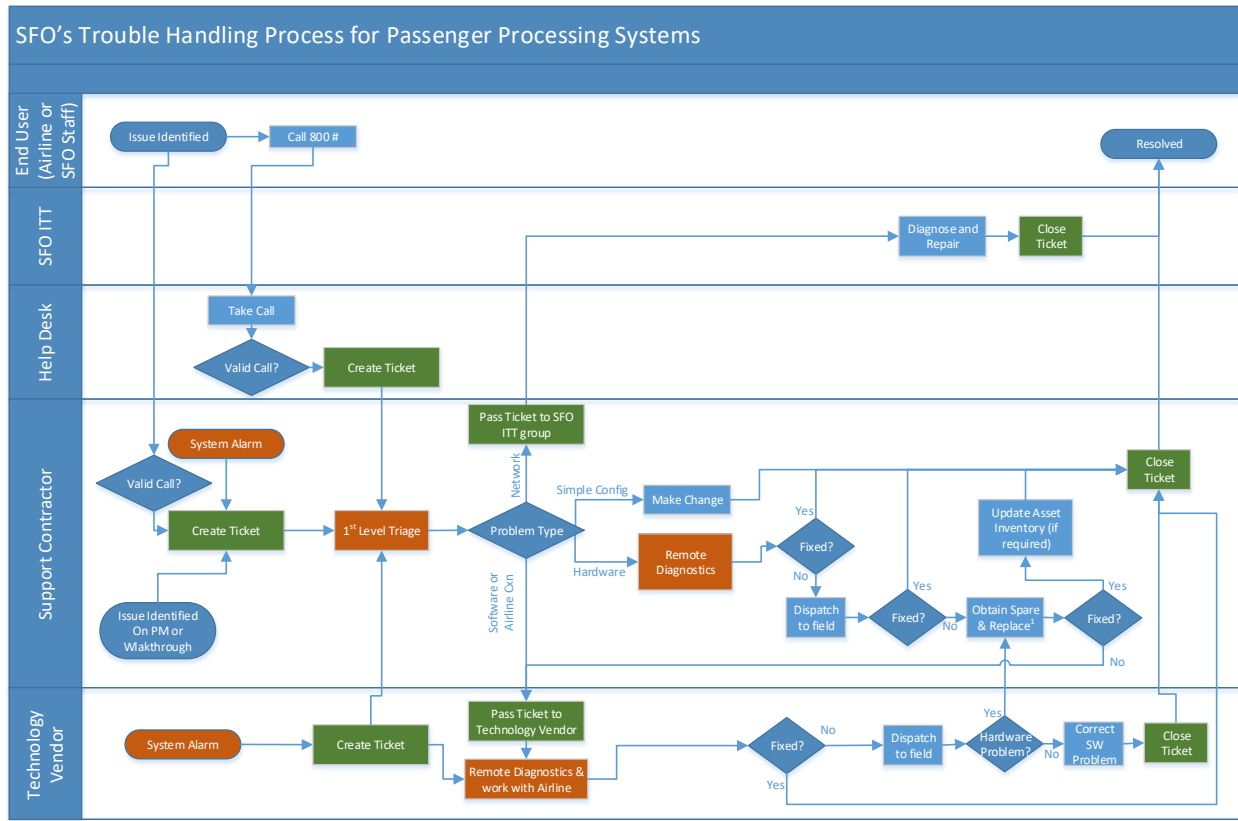 SFO's Trouble Handling Process for Passenger Processing Systems
End User
(Airline or
SFO Staff)
Issue Identified
Call 800 #
Resolved
SFO ITT
Diagnose and
Repair
Close
Ticket
Help Desk
Take Call
Valid Call?
Create Ticket
Support Contractor
Pass Ticket to SFO
ITT group
System Alarm
Valid Call?
Create Ticket
Issue Identified
On PM or
Wlakthrough
1st Level Triage
Problem Type
Network
Simple Config
Hardware
Software or
Airline Cxn
Make Change
Remote
Diagnostics
Yes
Fixed?
No
Dispatch
to field
Yes
Fixed?
No
Obtain Spare
& Replace1
Update Asset
Inventory (if
required)
Yes
Fixed?
No
Close
Ticket
Technology
Vendor
System Alarm
Create Ticket
Pass Ticket to
Technology Vendor
Remote Diagnostics &
work with Airline
Fixed?
No
Yes
Dispatch
to field
Yes
Hardware
Problem?
No
Correct
SW
Problem
Close
Ticket